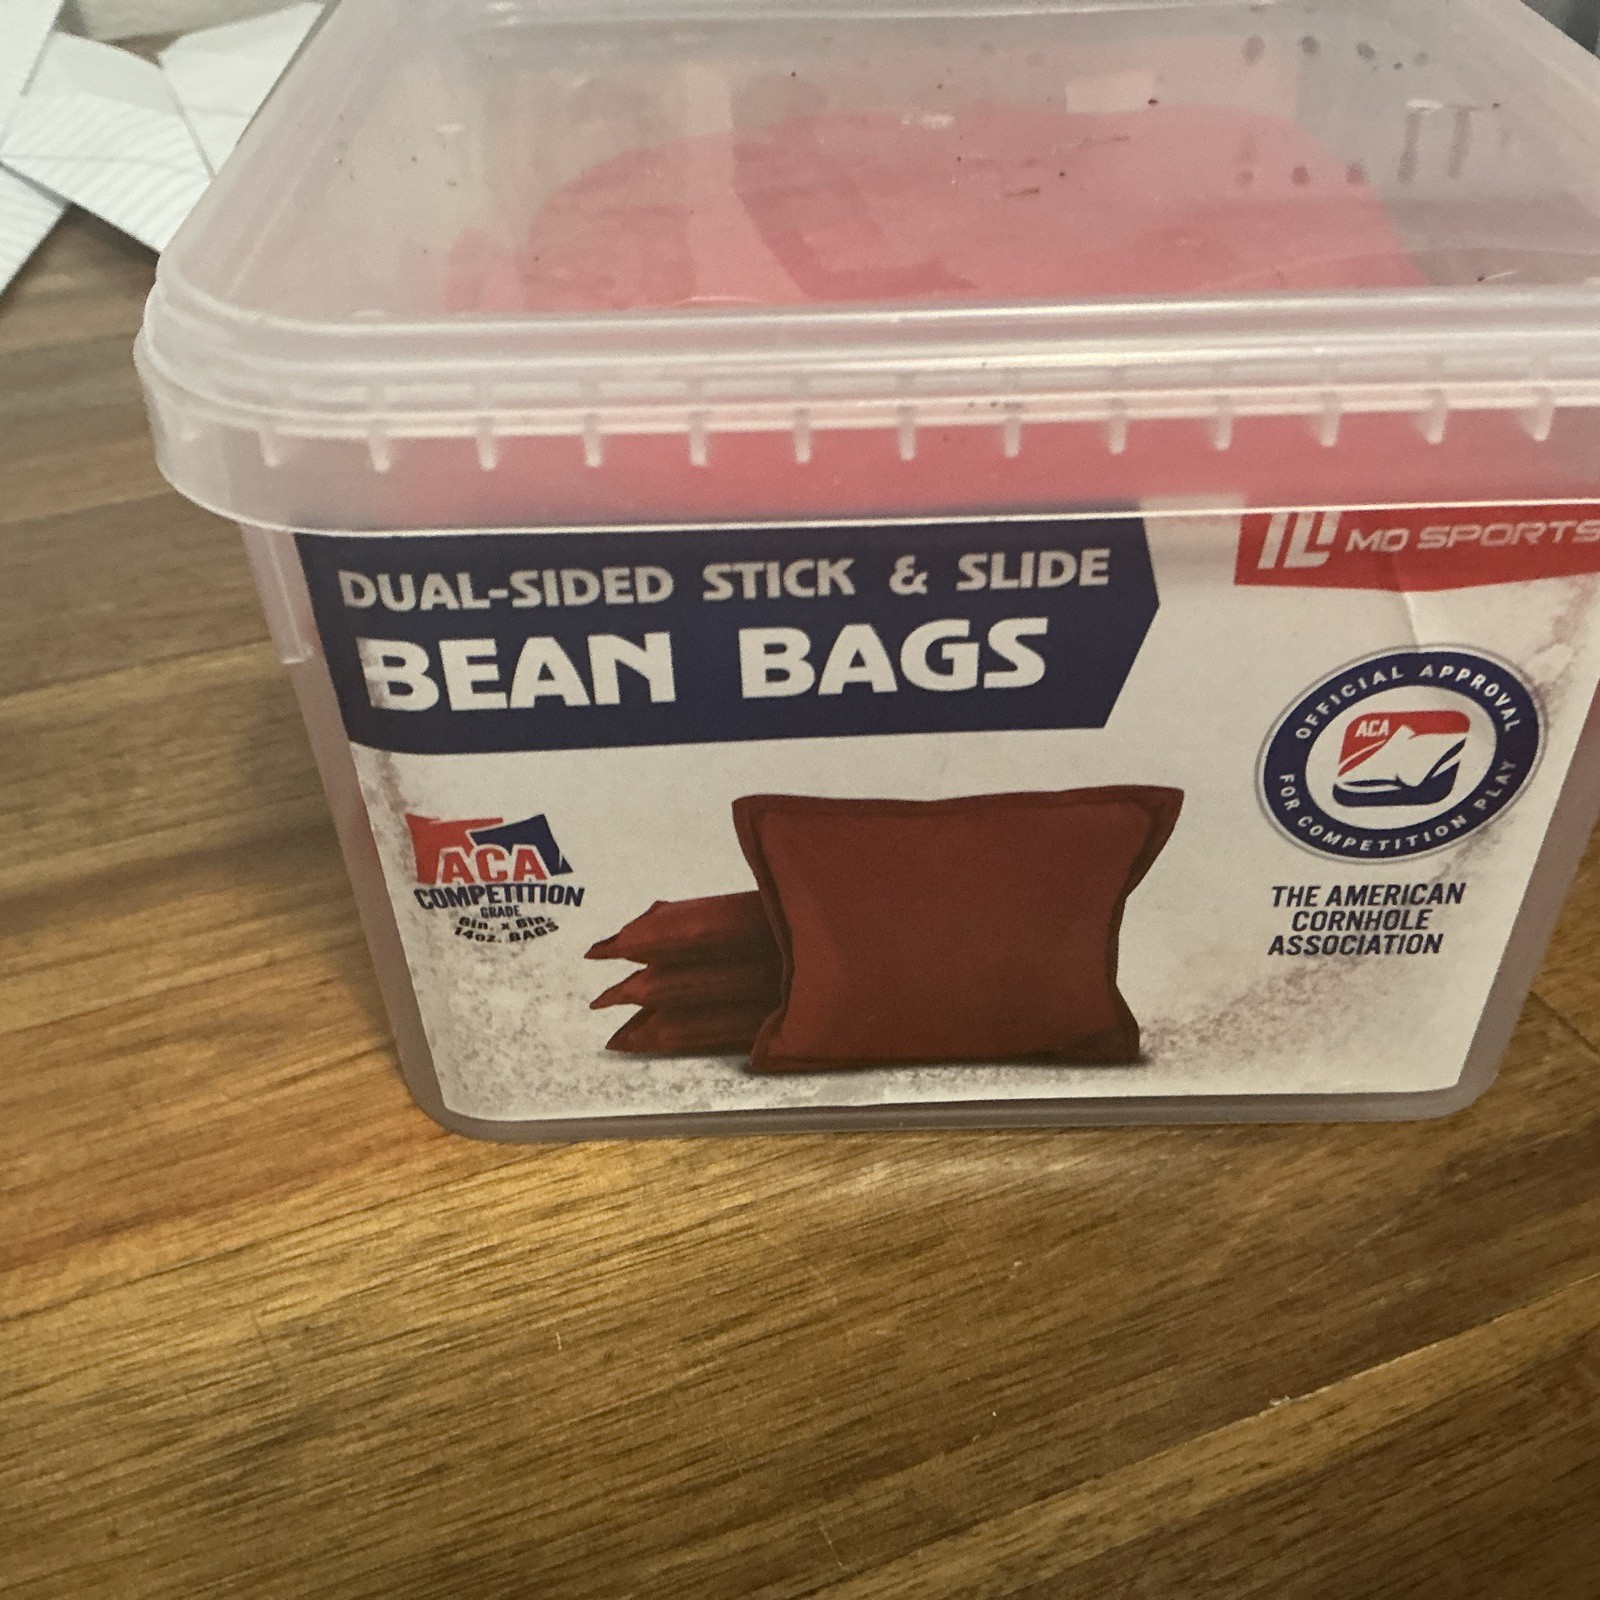 DUAL-SIDED STICK & SLIDE
BEAN BAGS
MD SPORTS
OFFICIAL APPROVAL
ACA
FOR COMPETITION PLAY
THE AMERICAN
CORNHOLE
ASSOCIATION
ACA
COMPETITION
GRADE
6in. x 6in.
14oz. BAGS